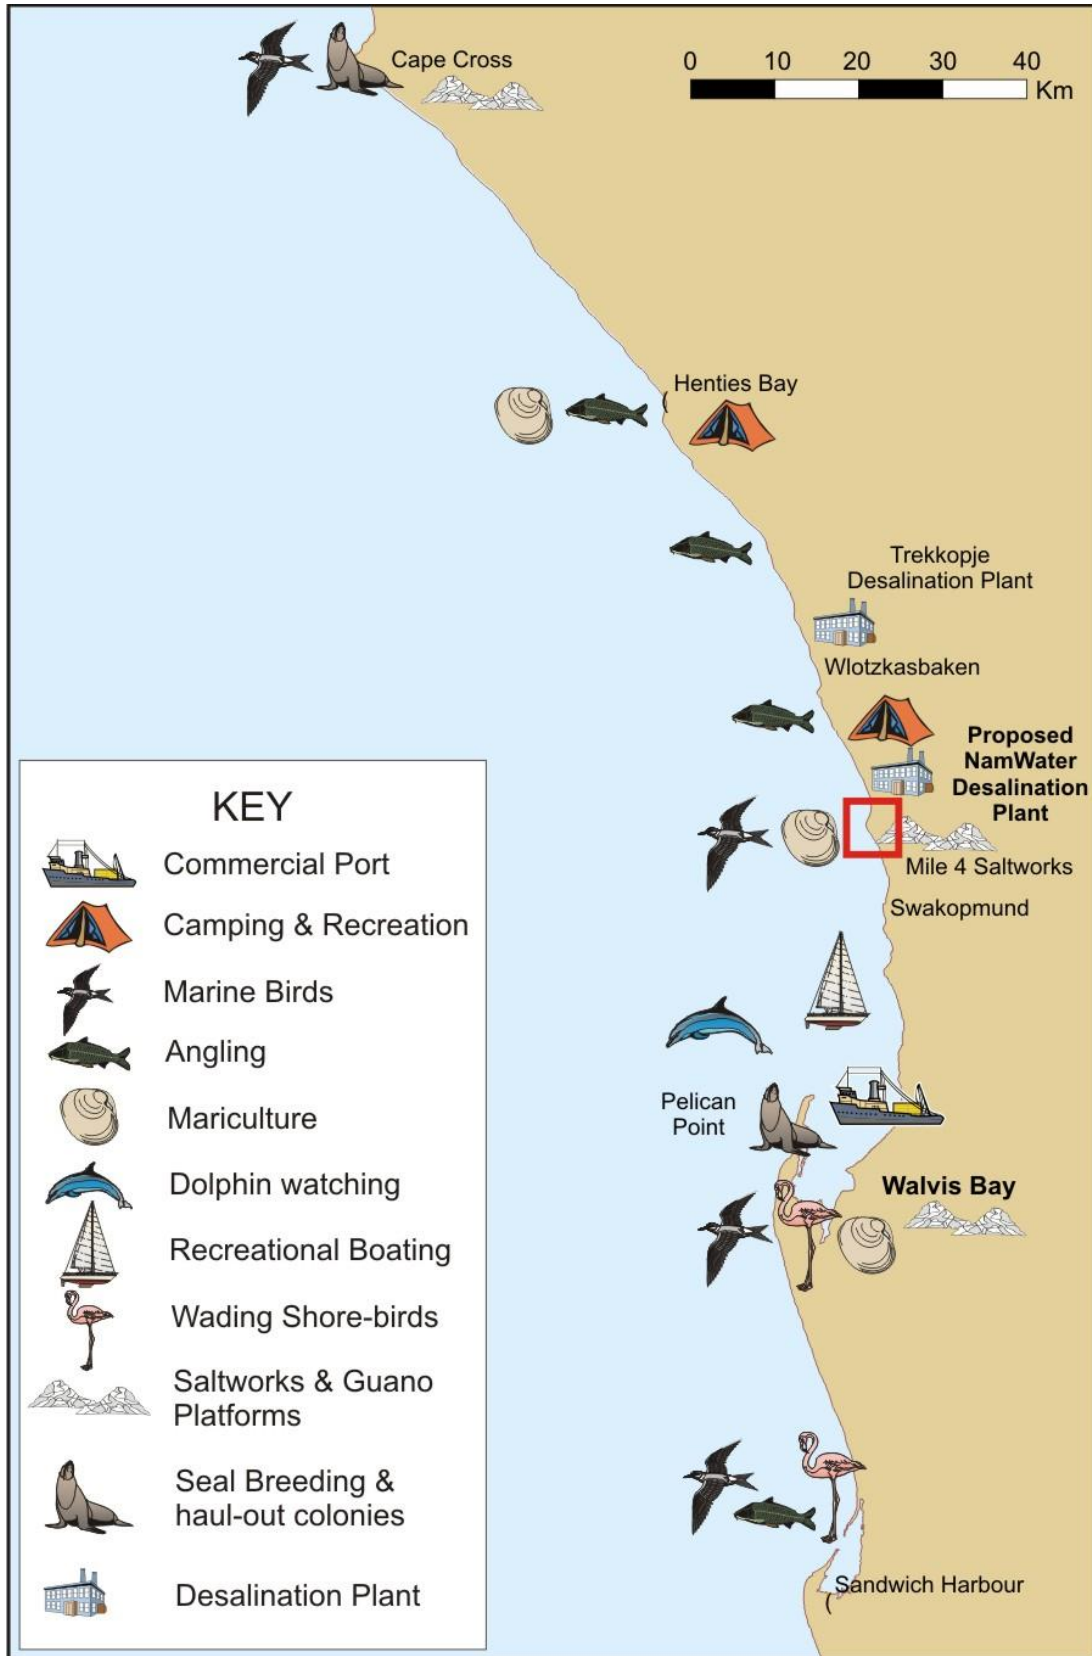 Cape Cross
0 10 20 30 40
Km
Henties Bay
Trekkopje
Desalination Plant
Wlotzkasbaken
Proposed
NamWater
Desalination
Plant
Mile 4 Saltworks
Swakopmund
Pelican
Point
Walvis Bay
Sandwich Harbour
KEY
Commercial Port
Camping & Recreation
Marine Birds
Angling
Mariculture
Dolphin watching
Recreational Boating
Wading Shore-birds
Saltworks & Guano
Platforms
Seal Breeding &
haul-out colonies
Desalination Plant